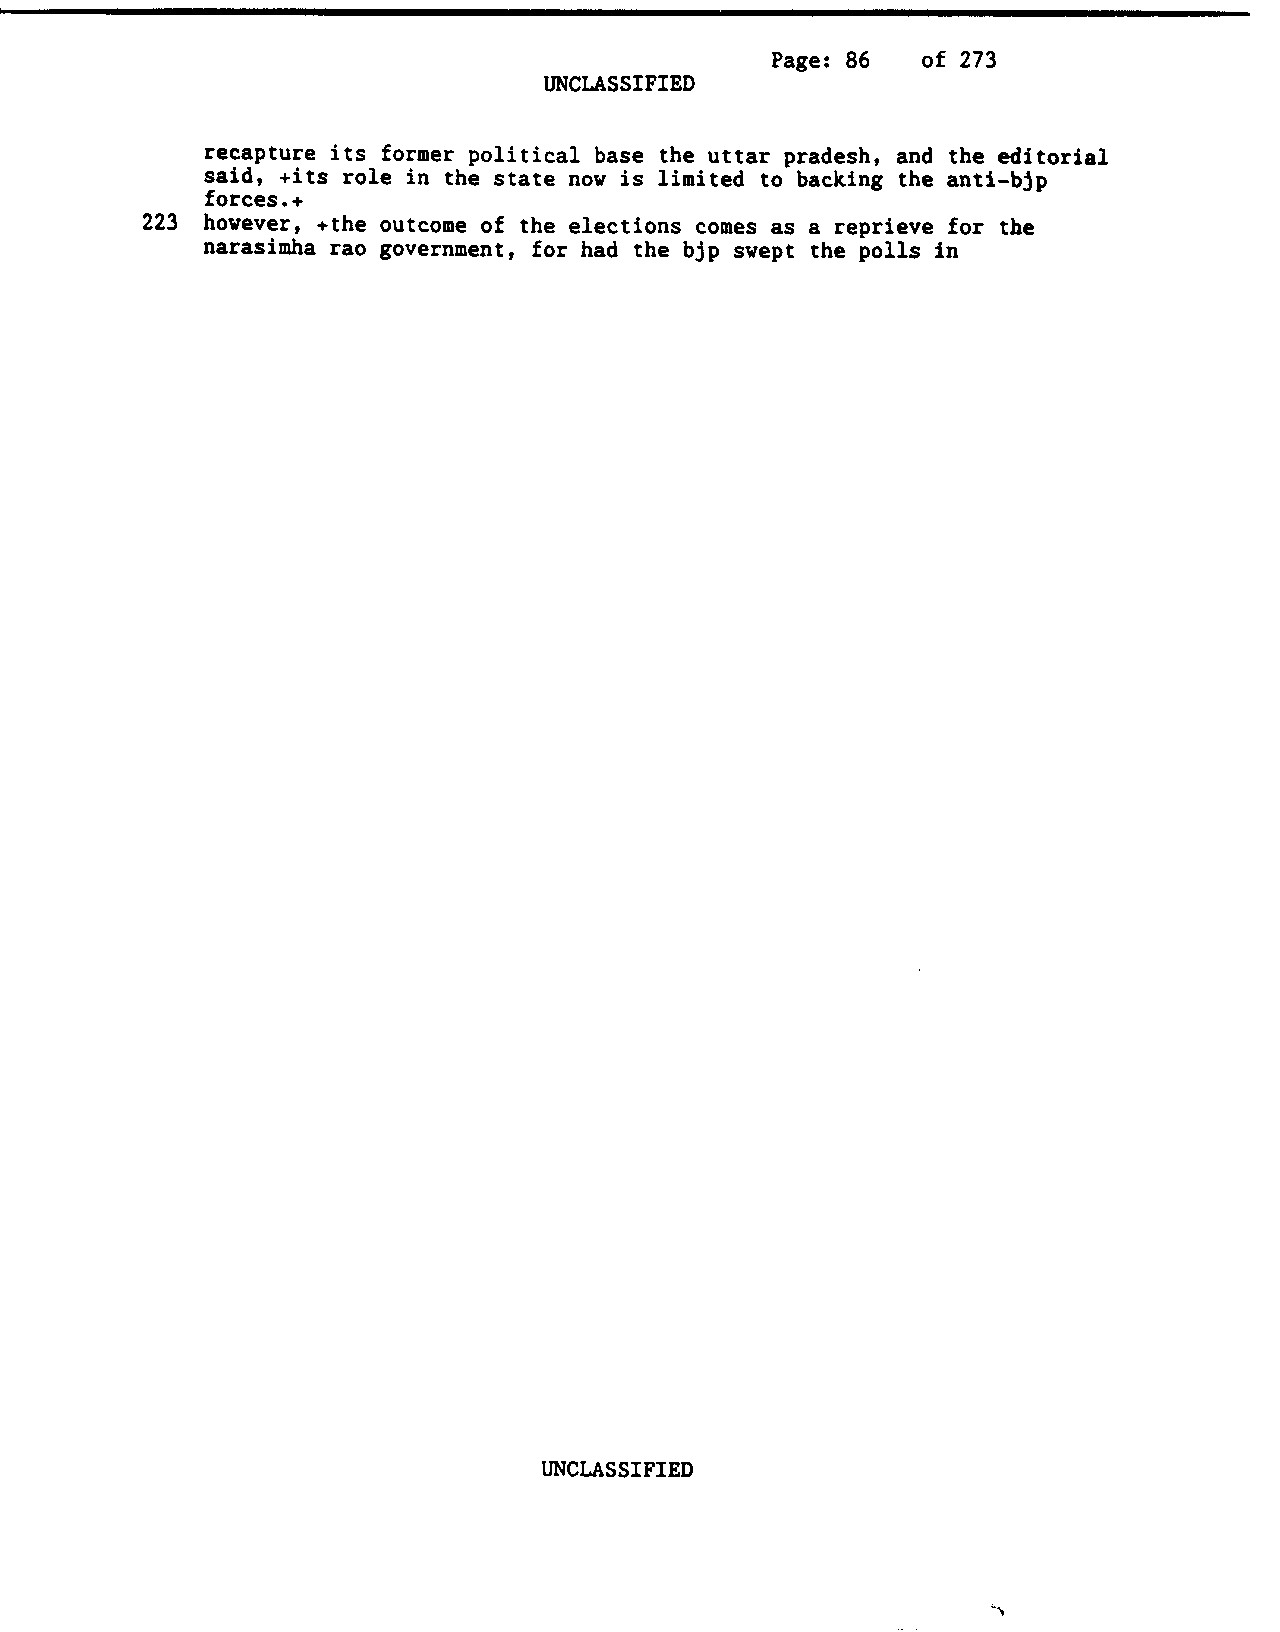 Page: 86 of 273
UNCLASSIFIED
recapture its former political base the uttar pradesh, and the editorial
said, +its role in the state now is limited to backing the anti-bjp
forces.+
223 however, +the outcome of the elections comes as a reprieve for the
narasimha rao government, for had the bjp swept the polls in
UNCLASSIFIED